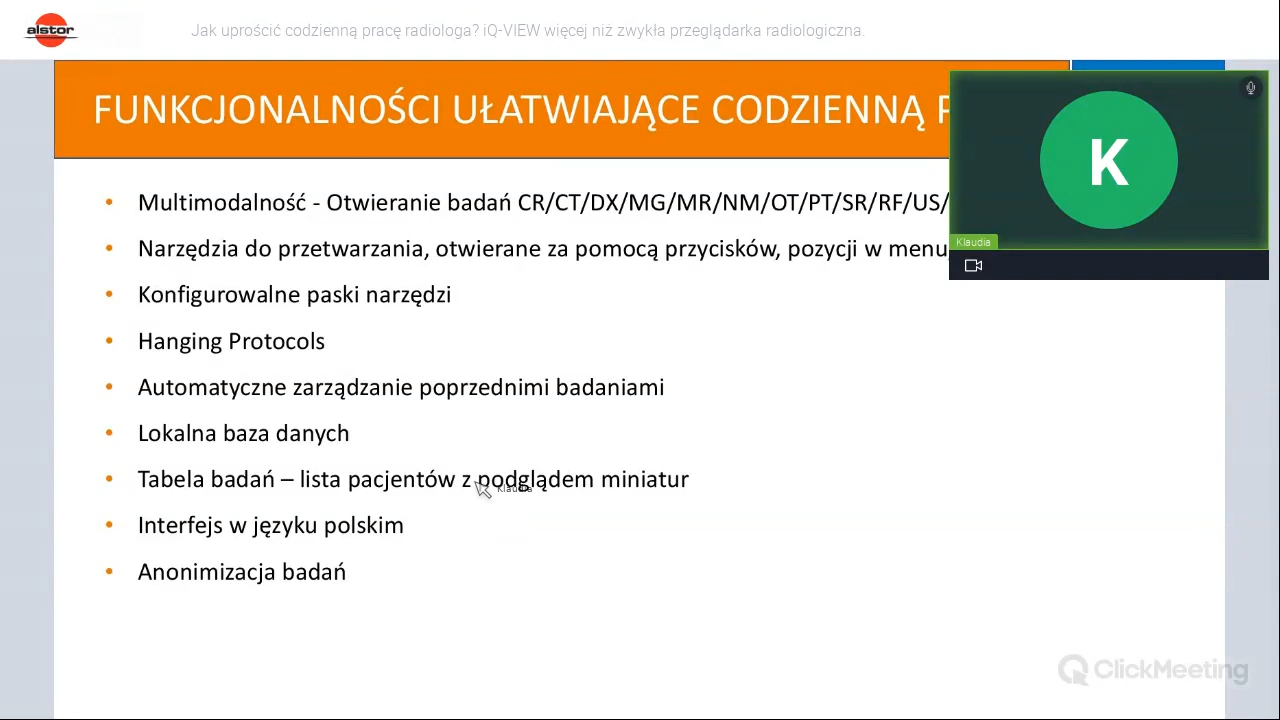 alstor
Jak uprościć codzienną pracę radiologa? IQ-VIEW więcej niż zwykła przeglądarka radiologiczna.
FUNKCJONALNOŚCI UŁATWIAJĄCE CODZIENNĄ
K
Klaudia
• Multimodalność - Otwieranie badań CR/CT/DX/MG/MR/NM/OT/PT/SR/RF/US/
• Narzędzia do przetwarzania, otwierane za pomocą przycisków, pozycji w menu,
• Konfigurowalne paski narzędzi
• Hanging Protocols
• Automatyczne zarządzanie poprzednimi badaniami
• Lokalna baza danych
• Tabela badań – lista pacjentów z podglądem miniatur
Klaudia
• Interfejs w języku polskim
• Anonimizacja badań
ClickMeeting